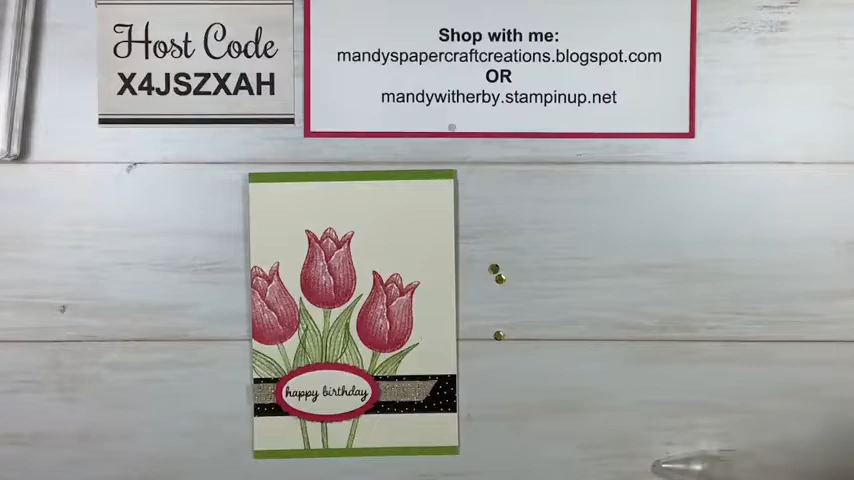 Host Code
X4JSZXAH
Shop with me:
mandyspapercraftcreations.blogspot.com
OR
mandywitherby.stampinup.net
happy birthday